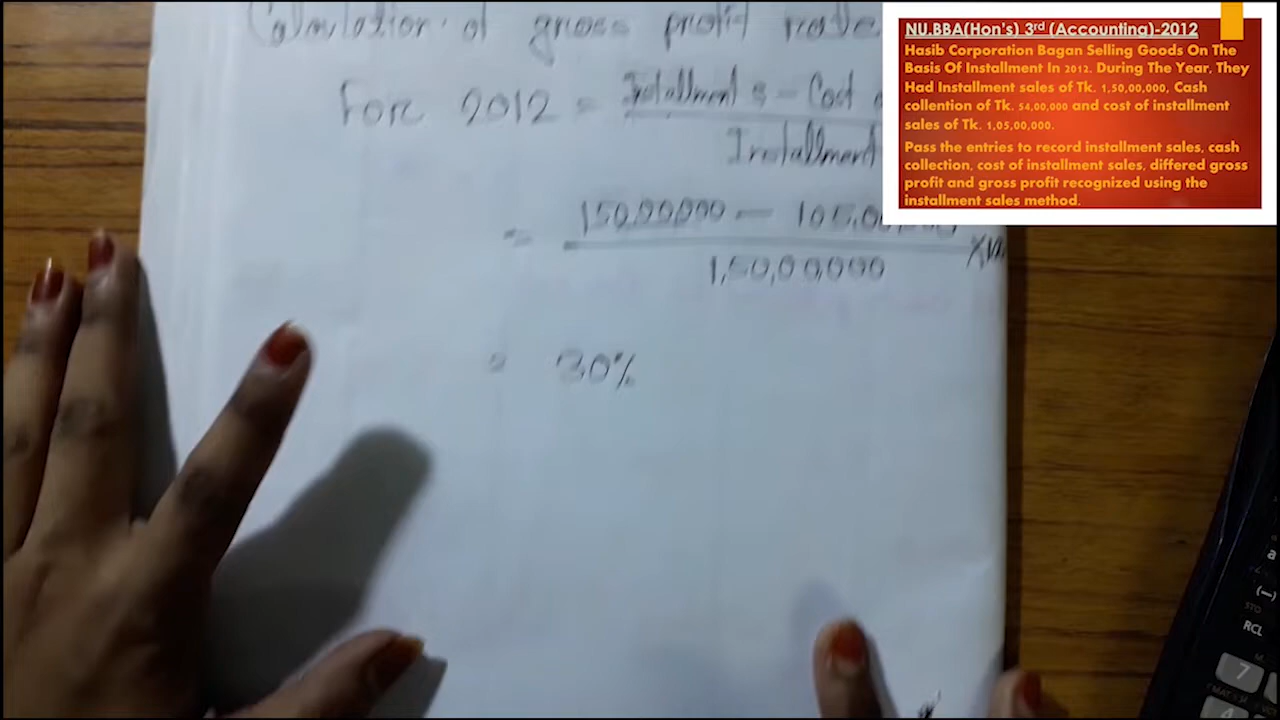 Calculation of gross profit rate
For 2012 = Installment s - Cost
Installment
= 150,00,000 - 105,00,000 X
1,50,00,000
= 30%
NU.BBA(Hon's) 3rd (Accounting)-2012
Hasib Corporation Bagan Selling Goods On The
Basis Of Installment In 2012. During The Year, They
Had Installment sales of Tk. 1,50,00,000, Cash
collention of Tk. 54,00,000 and cost of installment
sales of Tk. 1,05,00,000.
Pass the entries to record installment sales, cash
collection, cost of installment sales, differed gross
profit and gross profit recognized using the
installment sales method.
RCL
(—)
7
4